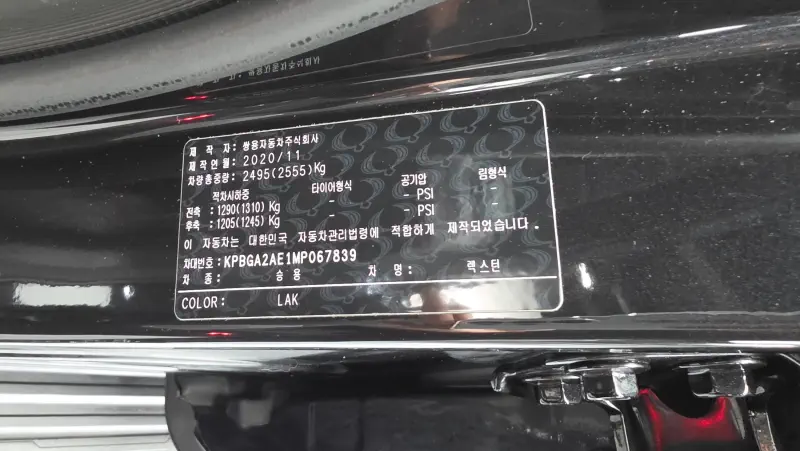 제 작 자: 쌍용자동차주식회사
제작연월: 2020/11
차량총중량: 2495(2555)Kg
적차시하중 타이어형식 공기압 림형식
전축: 1290(1310) Kg - - PSI -
후축: 1205(1245) Kg - - PSI -
이 자동차는 대한민국 자동차관리법령에 적합하게 제작되었습니다.
차대번호: KPBGA2AE1MP067839
차 종: 승용 차 명: 렉스턴
COLOR: LAK